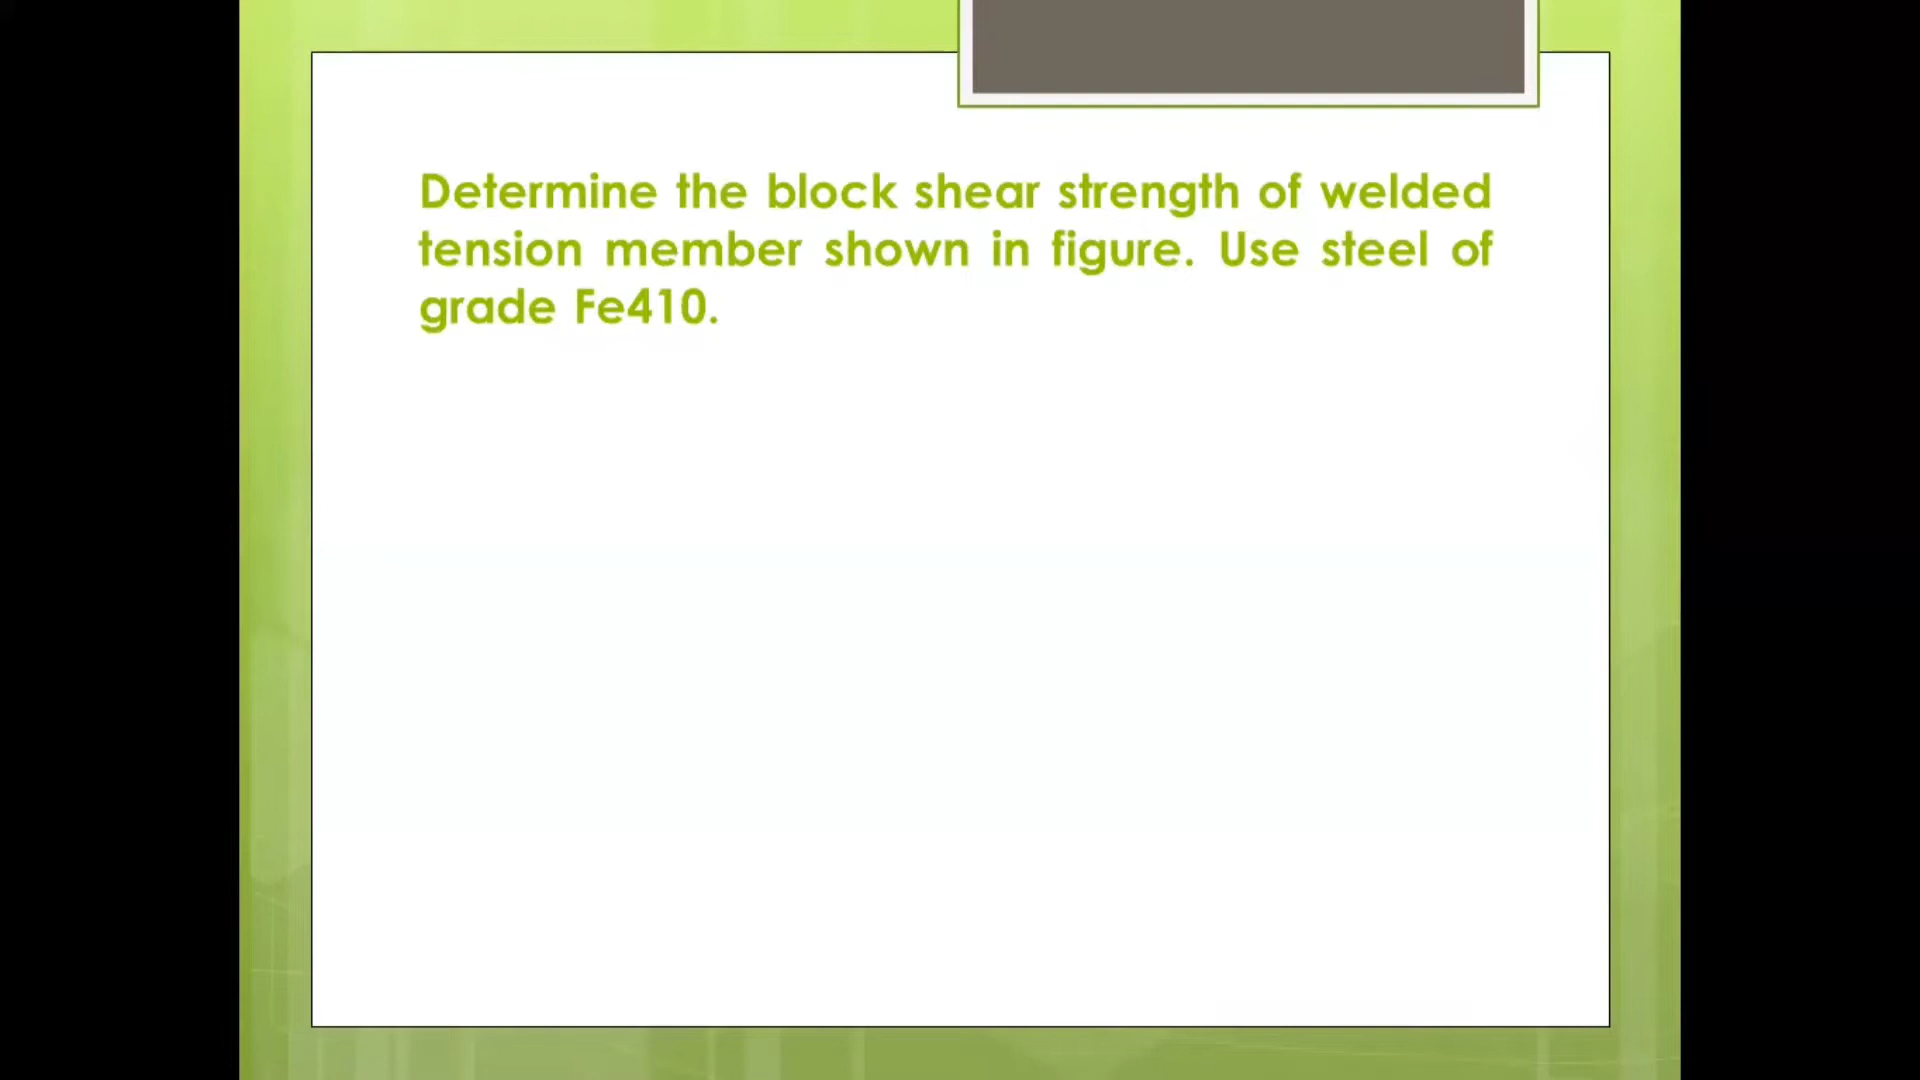 Determine the block shear strength of welded
tension member shown in figure. Use steel of
grade Fe410.